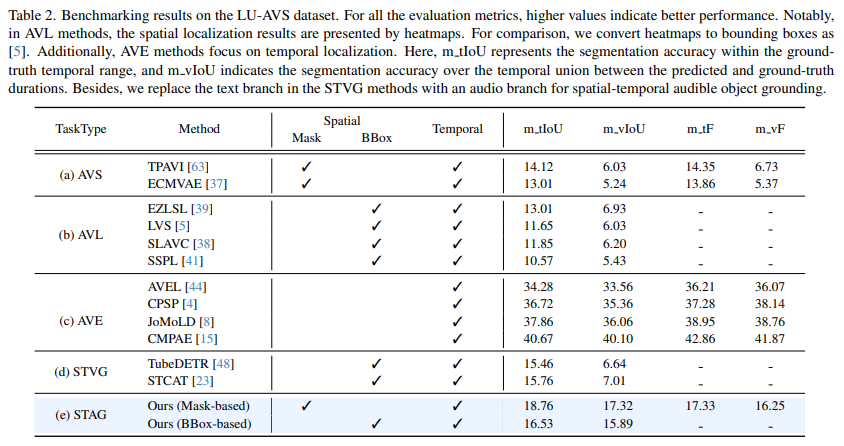 Table 2. Benchmarking results on the LU-AVS dataset. For all the evaluation metrics, higher values indicate better performance. Notably,
in AVL methods, the spatial localization results are presented by heatmaps. For comparison, we convert heatmaps to bounding boxes as
[5]. Additionally, AVE methods focus on temporal localization. Here, m_tIoU represents the segmentation accuracy within the ground-
truth temporal range, and m_vIoU indicates the segmentation accuracy over the temporal union between the predicted and ground-truth
durations. Besides, we replace the text branch in the STVG methods with an audio branch for spatial-temporal audible object grounding.
TaskType Method Spatial Temporal m_tIoU m_vIoU m_tF m_vF
Mask BBox
(a) AVS
TPAVI [63] ✓ ✓ 14.12 6.03 14.35 6.73
ECMVAE [37] ✓ ✓ 13.01 5.24 13.86 5.37
(b) AVL
EZLSL [39] ✓ ✓ 13.01 6.93 - -
LVS [5] ✓ ✓ 11.65 6.03 - -
SLAVC [38] ✓ ✓ 11.85 6.20 - -
SSPL [41] ✓ ✓ 10.57 5.43 - -
(c) AVE
AVEL [44] ✓ 34.28 33.56 36.21 36.07
CPSP [4] ✓ 36.72 35.36 37.28 38.14
JoMoLD [8] ✓ 37.86 36.06 38.95 38.76
CMPAE [15] ✓ 40.67 40.10 42.86 41.87
(d) STVG
TubeDETR [48] ✓ ✓ 15.46 6.64 - -
STCAT [23] ✓ ✓ 15.76 7.01 - -
(e) STAG
Ours (Mask-based) ✓ ✓ 18.76 17.32 17.33 16.25
Ours (BBox-based) ✓ ✓ 16.53 15.89 - -